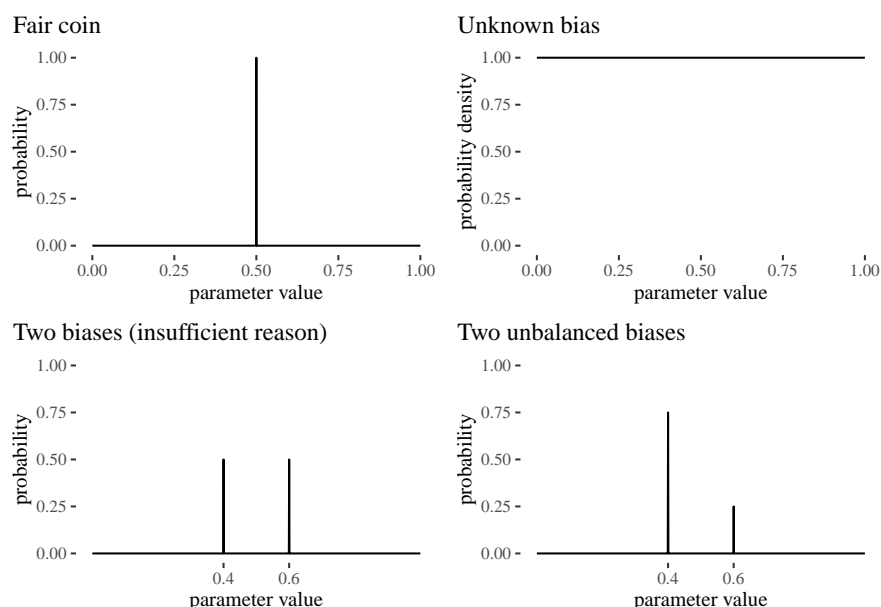 Fair coin
probability
1.00
0.75
0.50
0.25
0.00
0.00 0.25 0.50 0.75 1.00
parameter value
Unknown bias
probability density
1.00
0.75
0.50
0.25
0.00
0.00 0.25 0.50 0.75 1.00
parameter value
Two biases (insufficient reason)
probability
1.00
0.75
0.50
0.25
0.00
0.4 0.6
parameter value
Two unbalanced biases
probability
1.00
0.75
0.50
0.25
0.00
0.4 0.6
parameter value